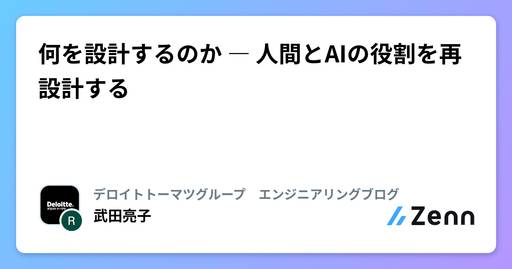 何を設計するのか ― 人間とAIの役割を再
設計する
デロイトトーマツグループ　エンジニアリングブログ
Deloitte.
R
武田亮子
Zenn